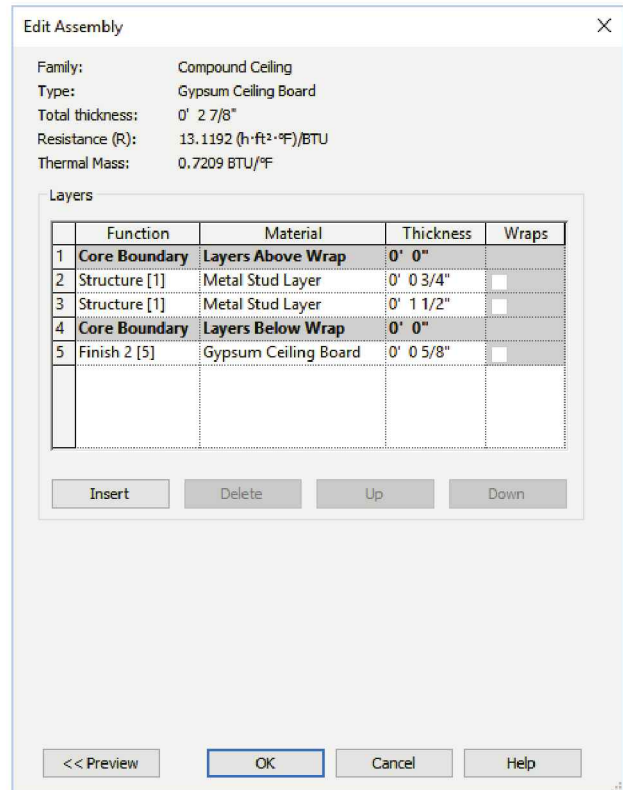 Edit Assembly
Family: Compound Ceiling
Type: Gypsum Ceiling Board
Total thickness: 0' 2 7/8"
Resistance (R): 13.1192 (h·ft²·°F)/BTU
Thermal Mass: 0.7209 BTU/°F
Layers
Function Material Thickness Wraps
1 Core Boundary Layers Above Wrap 0' 0"
2 Structure [1] Metal Stud Layer 0' 0 3/4"
3 Structure [1] Metal Stud Layer 0' 1 1/2"
4 Core Boundary Layers Below Wrap 0' 0"
5 Finish 2 [5] Gypsum Ceiling Board 0' 0 5/8"
Insert Delete Up Down
<< Preview OK Cancel Help